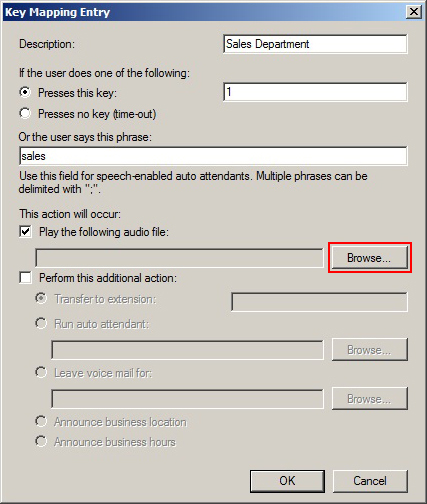 Key Mapping Entry
Description: Sales Department
If the user does one of the following:
Presses this key: 1
Presses no key (time-out)
Or the user says this phrase:
sales
Use this field for speech-enabled auto attendants. Multiple phrases can be
delimited with ";".
This action will occur:
Play the following audio file:
Browse...
Perform this additional action:
Transfer to extension:
Run auto attendant:
Browse...
Leave voice mail for:
Browse...
Announce business location
Announce business hours
OK Cancel